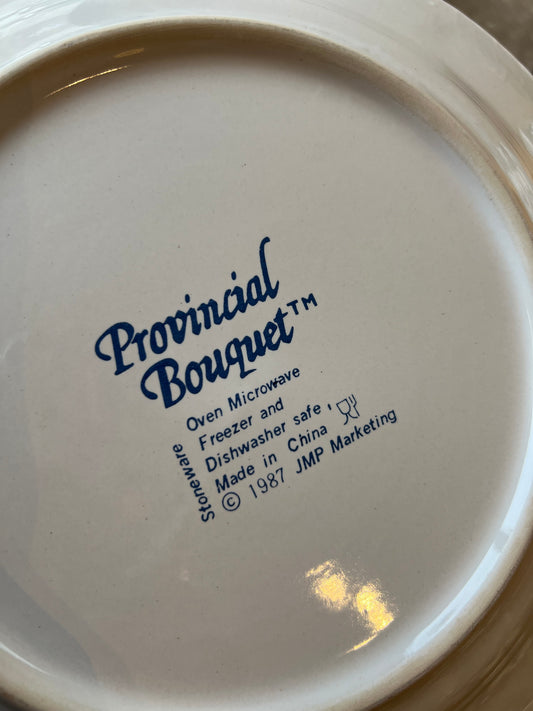 Provincial
Bouquet™
Stoneware
Oven Microwave
Freezer and
Dishwasher safe
Made in China
© 1987 JMP Marketing